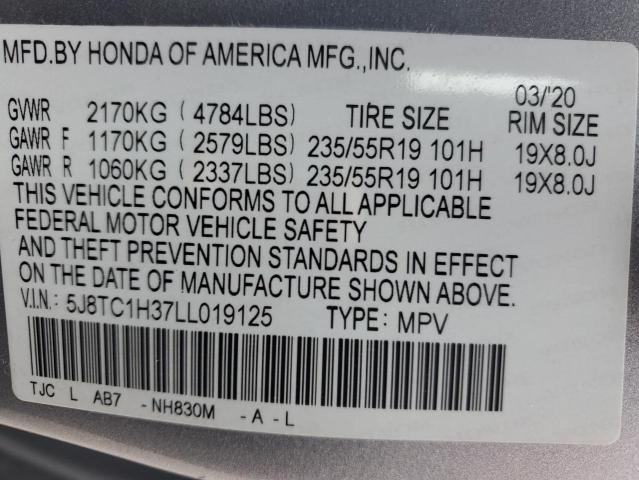 MFD.BY HONDA OF AMERICA MFG.,INC.
03/'20
GVWR 2170KG ( 4784LBS) TIRE SIZE RIM SIZE
GAWR F 1170KG ( 2579LBS) 235/55R19 101H 19X8.0J
GAWR R 1060KG ( 2337LBS) 235/55R19 101H 19X8.0J
THIS VEHICLE CONFORMS TO ALL APPLICABLE
FEDERAL MOTOR VEHICLE SAFETY
AND THEFT PREVENTION STANDARDS IN EFFECT
ON THE DATE OF MANUFACTURE SHOWN ABOVE.
V.I.N.: 5J8TC1H37LL019125 TYPE: MPV
TJC L AB7 - NH830M - A - L